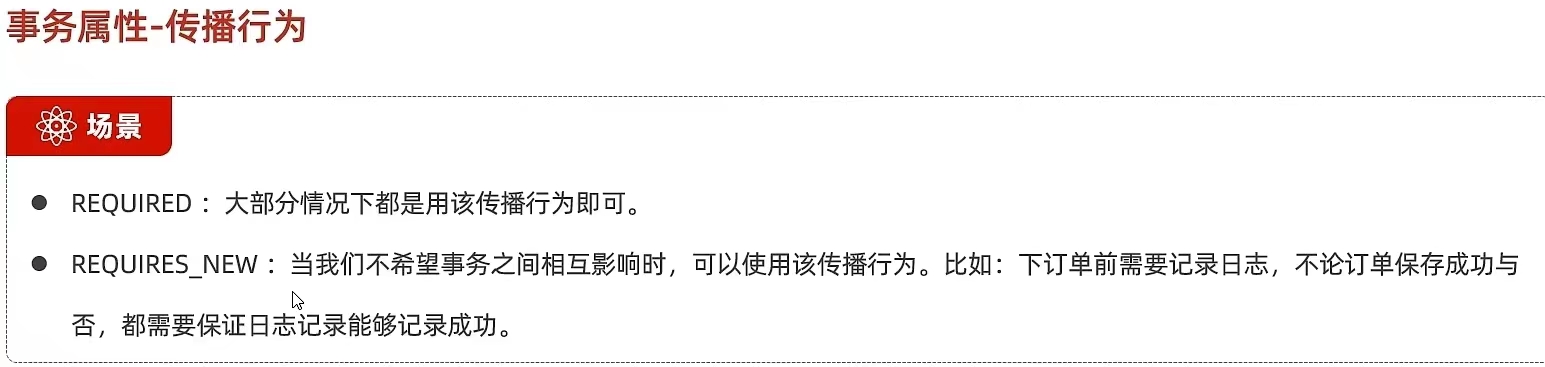 事务属性-传播行为
场景
REQUIRED ：大部分情况下都是用该传播行为即可。
REQUIRES_NEW ：当我们不希望事务之间相互影响时，可以使用该传播行为。比如：下订单前需要记录日志，不论订单保存成功与
否，都需要保证日志记录能够记录成功。